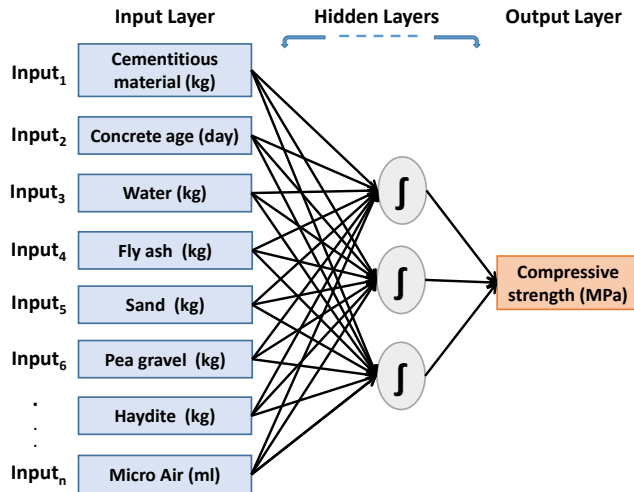 Input Layer
Hidden Layers
Output Layer
Input1
Cementitious
material (kg)
Input2
Concrete age (day)
Input3
Water (kg)
Input4
Fly ash (kg)
Input5
Sand (kg)
Input6
Pea gravel (kg)
Haydite (kg)
Inputn
Micro Air (ml)
∫
∫
∫
Compressive
strength (MPa)